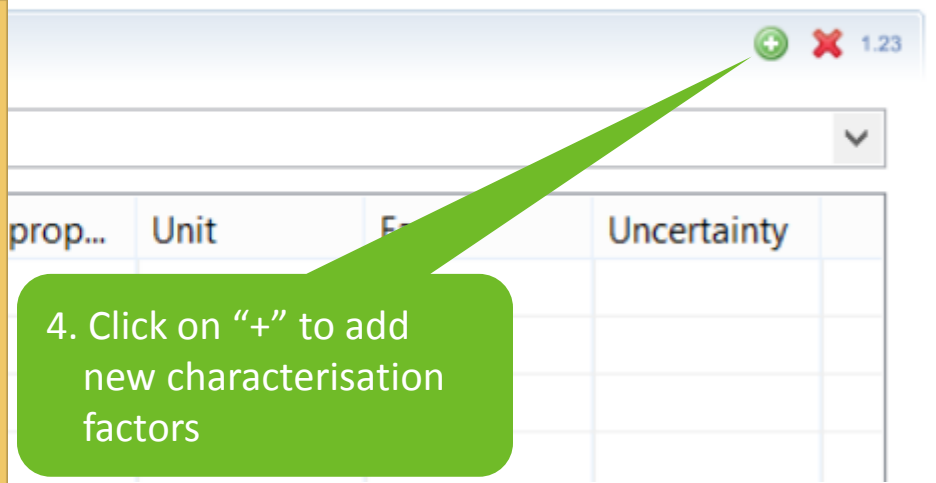 1.23
prop... Unit Uncertainty
4. Click on “+” to add
new characterisation
factors